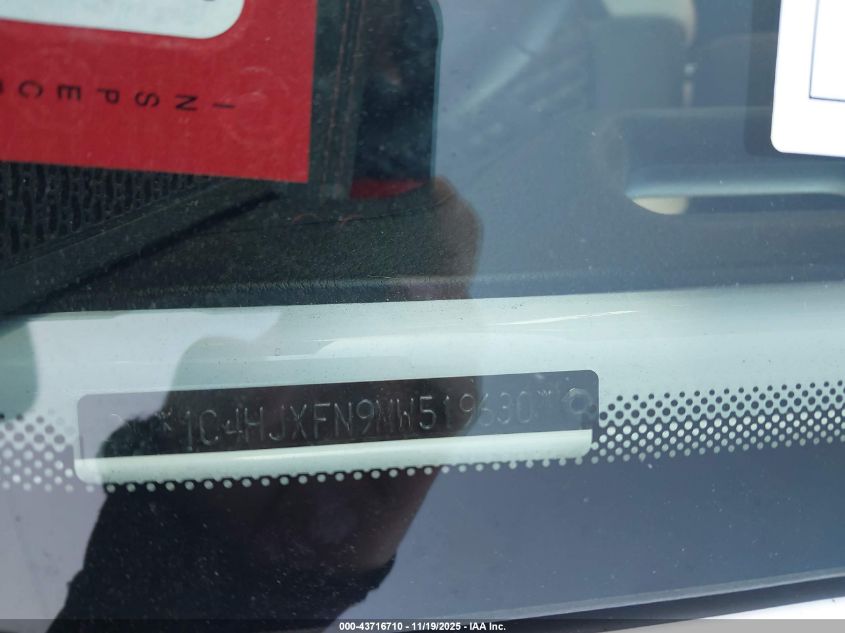 INSPEC
*1C4HJXFN9MW519630*
000-43716710 - 11/19/2025 - IAA Inc.